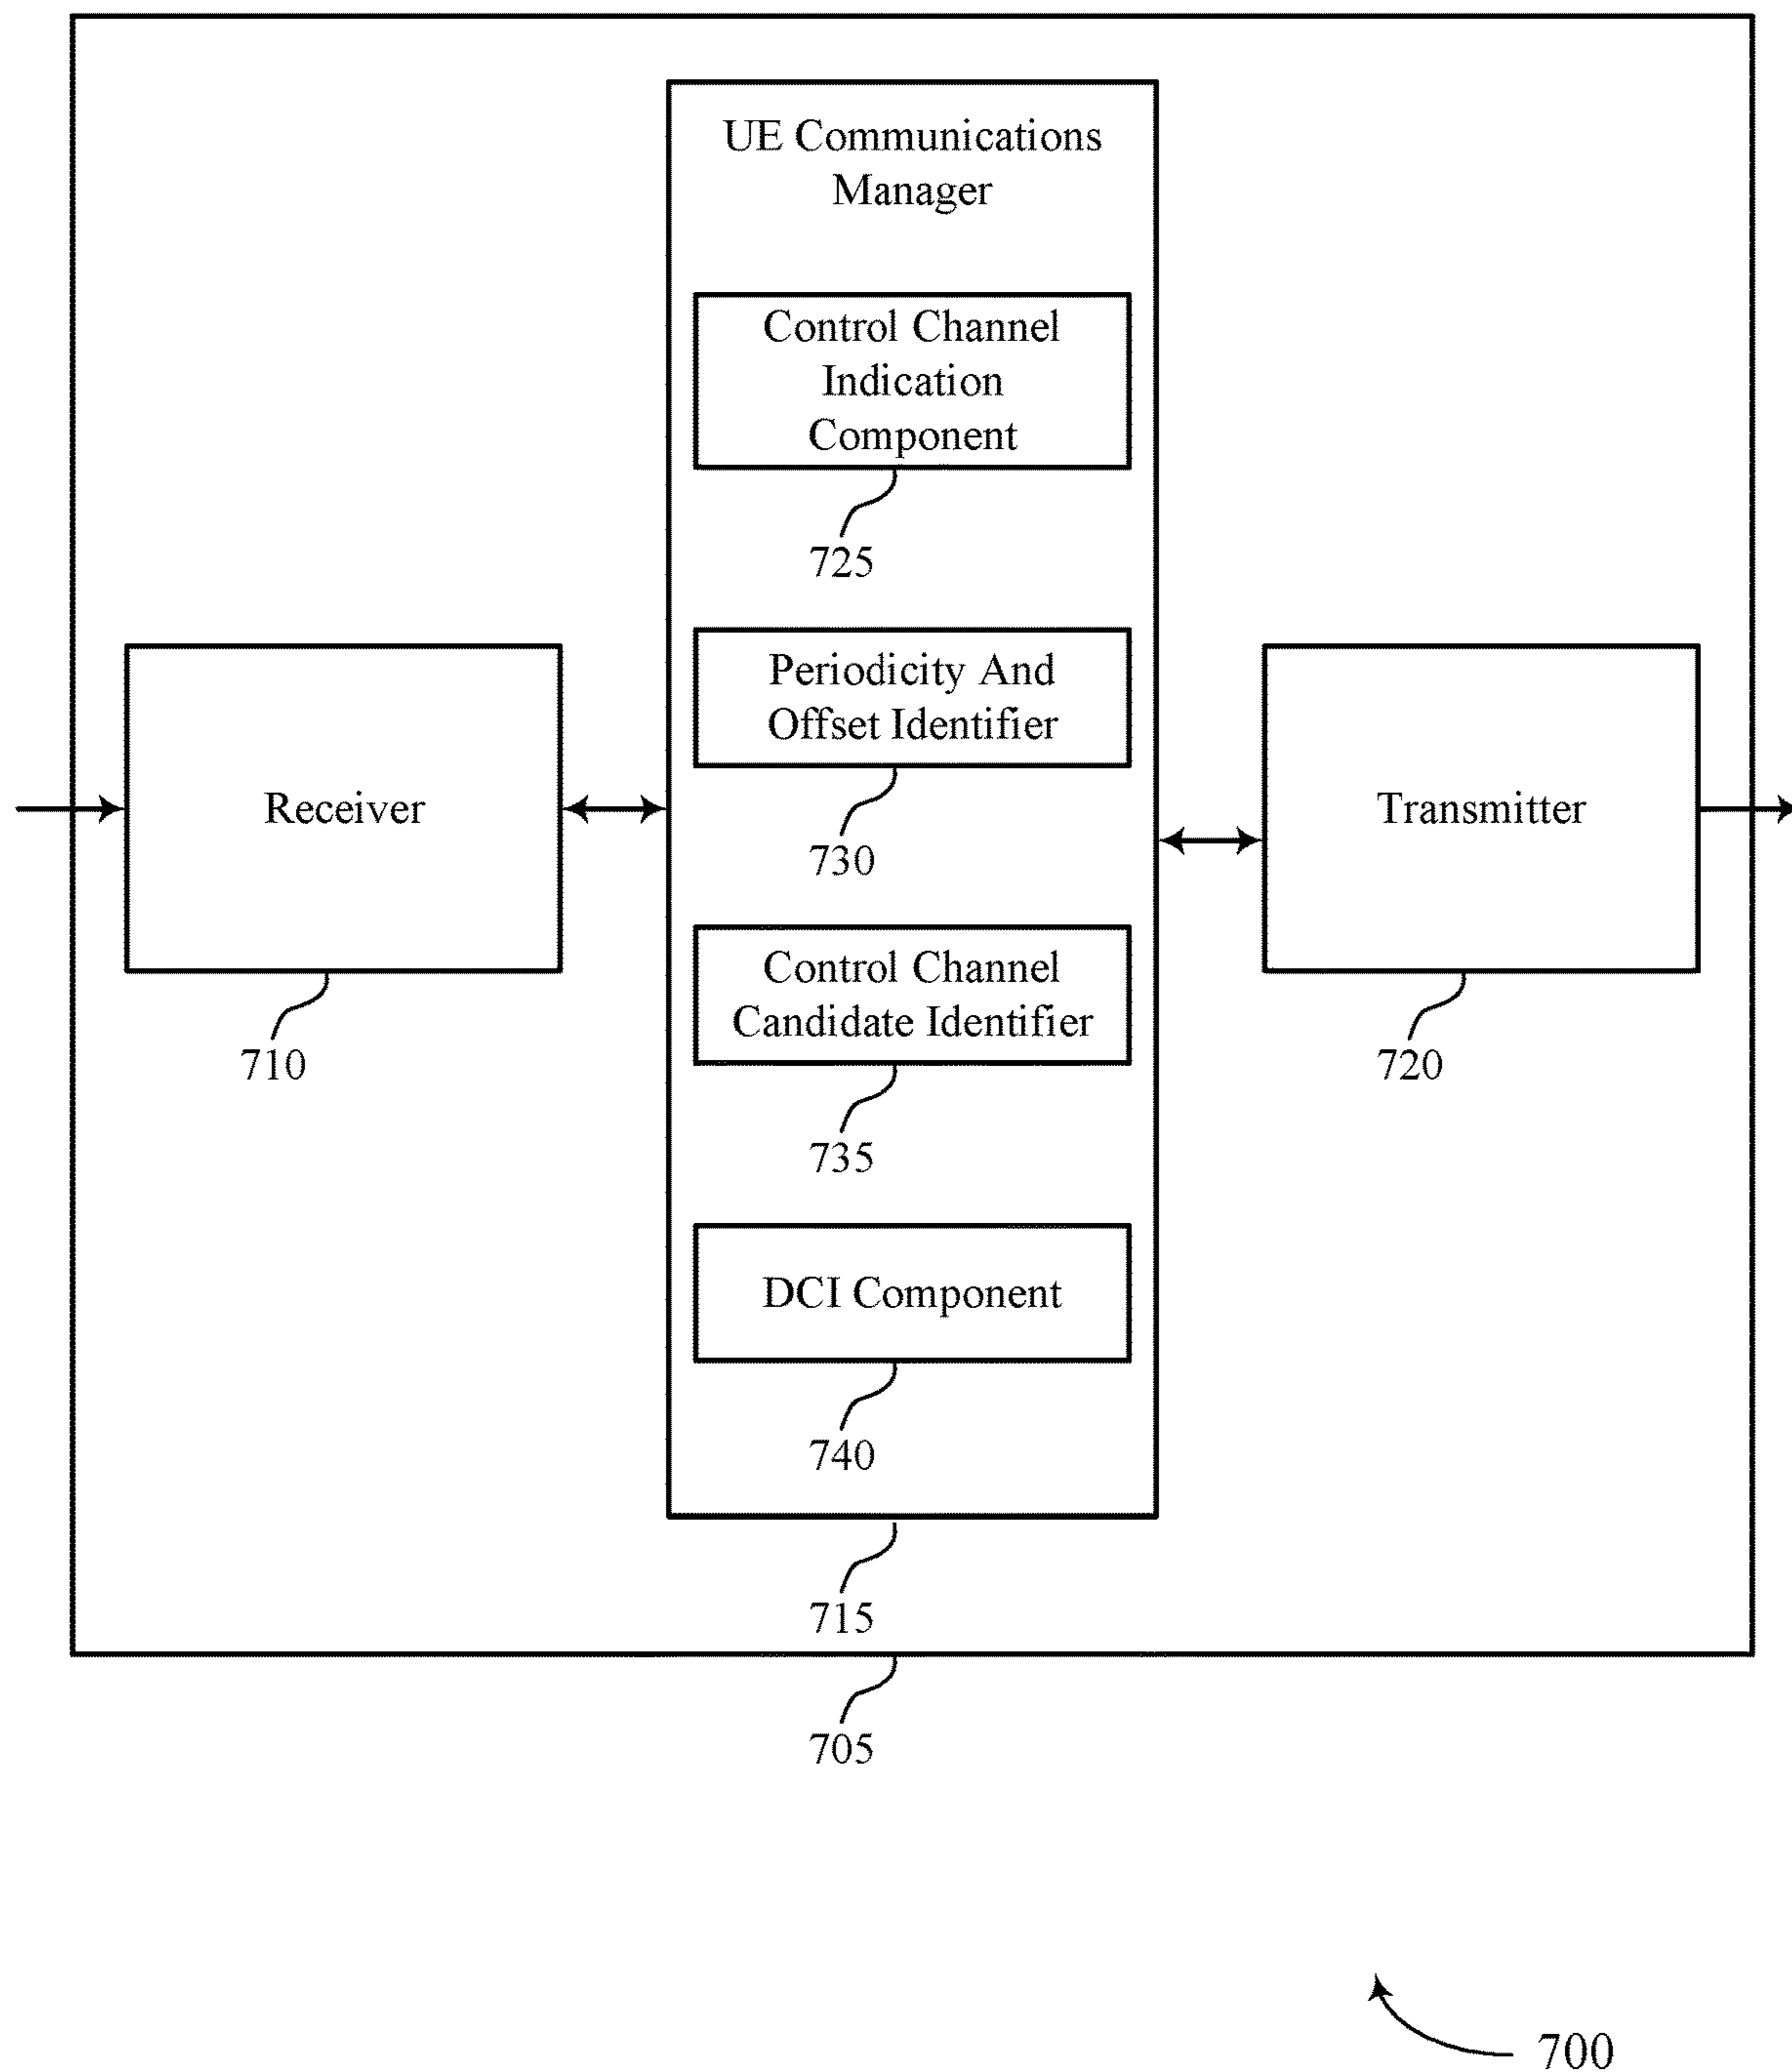 UE Communications
Manager
Control Channel
Indication
Component
725
Periodicity And
Offset Identifier
730
Receiver
710
Transmitter
720
Control Channel
Candidate Identifier
735
DCI Component
740
715
705
700